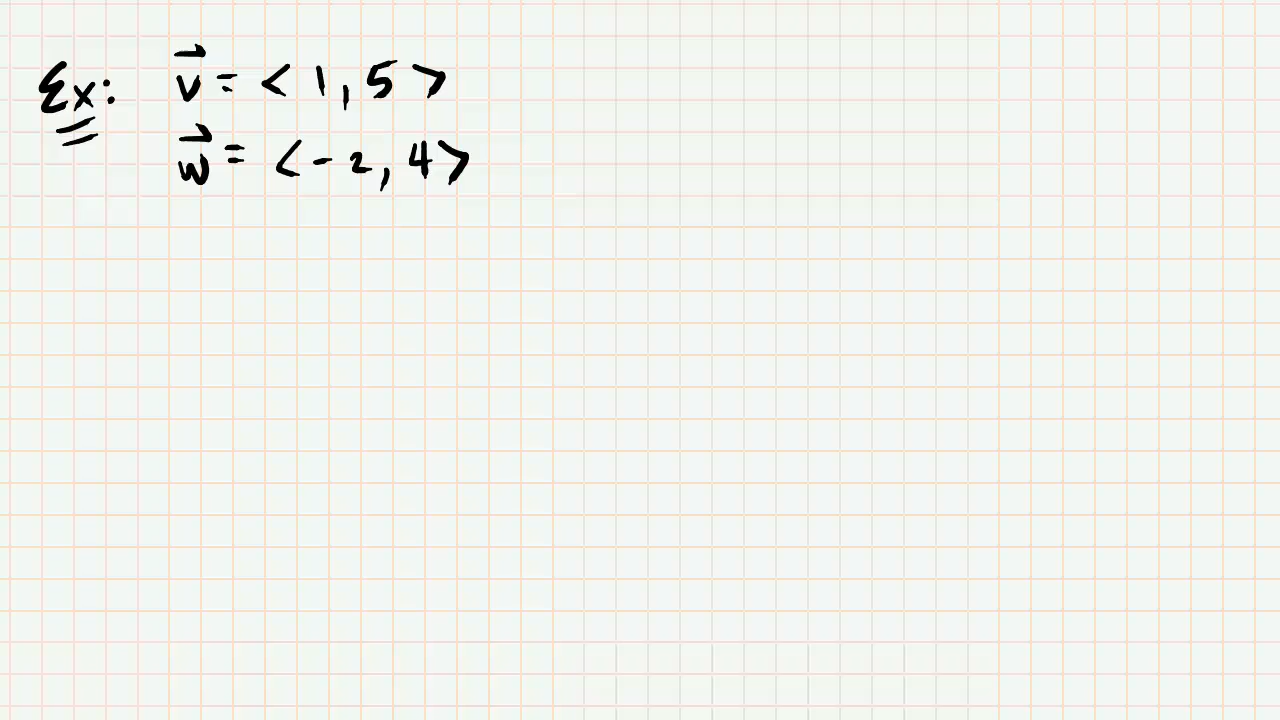 Ex: v⃗ = < 1, 5 >
w⃗ = < - 2, 4 >